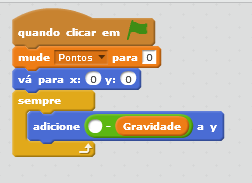 quando clicar em
mude Pontos para 0
vá para x: 0 y: 0
sempre
adicione - Gravidade a y